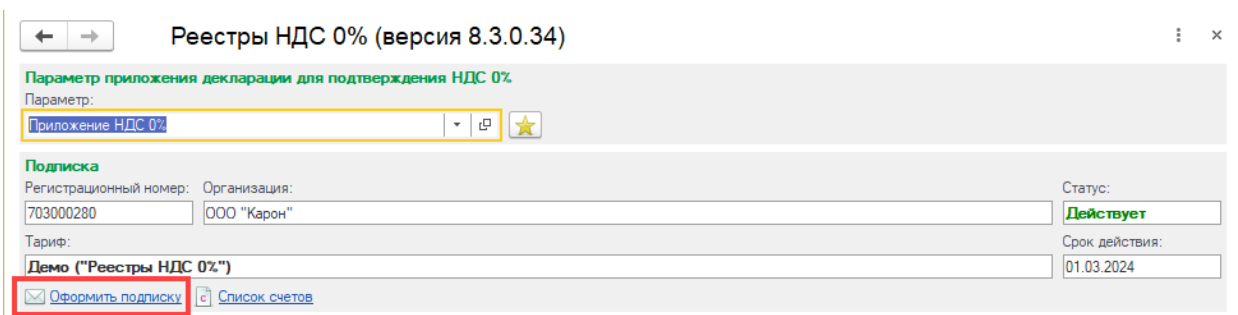 Реестры НДС 0% (версия 8.3.0.34)
Параметр приложения декларации для подтверждения НДС 0%
Параметр:
Приложение НДС 0%
Подписка
Регистрационный номер: Организация: Статус:
703000280 ООО "Карон" Действует
Тариф: Срок действия:
Демо ("Реестры НДС 0%") 01.03.2024
Оформить подписку Список счетов